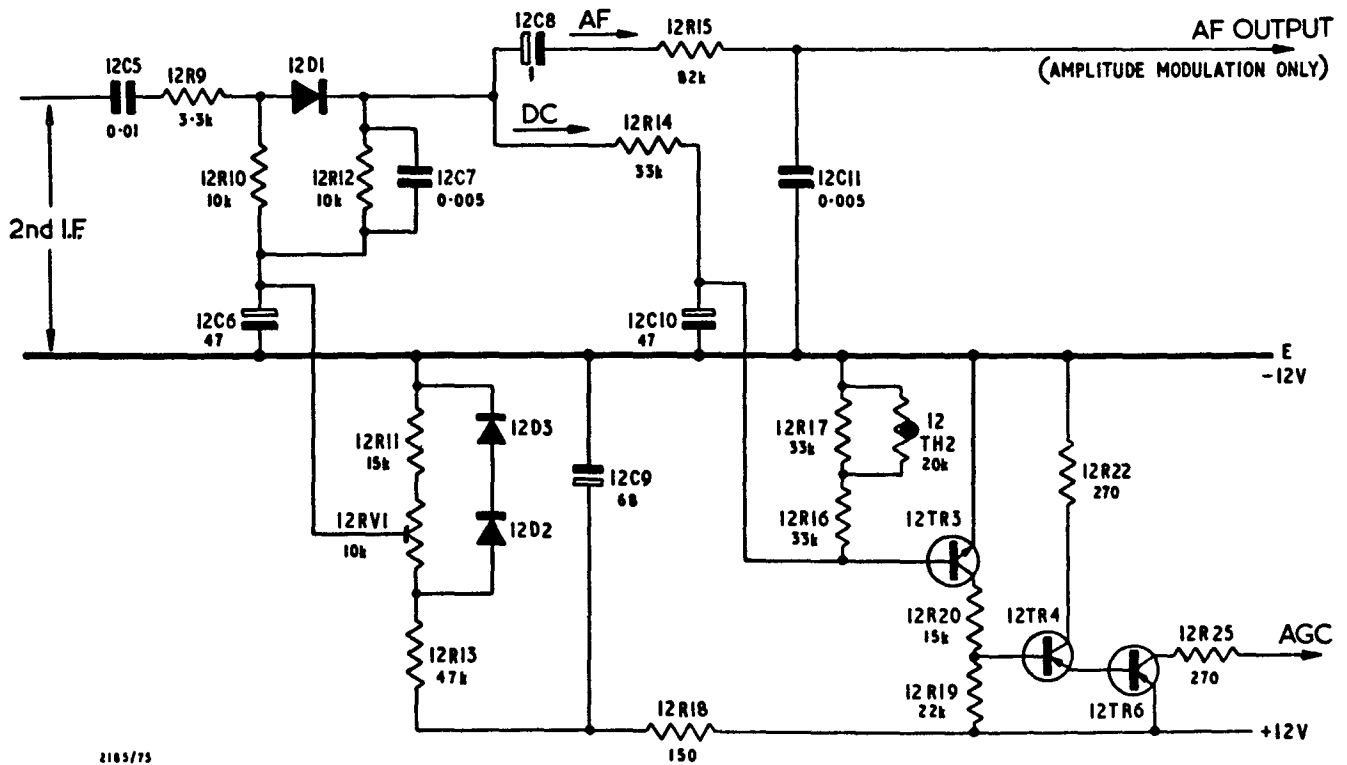 12C8
AF
12R15
AF OUTPUT
(AMPLITUDE MODULATION ONLY)
1
82k
12C5
12R9
12D1
0·01
3·3k
DC
12R14
33k
12R10
10k
12R12
10k
12C7
0·005
12C11
0·005
2nd I.F.
12C6
47
12C10
47
E
-12V
12R11
15k
12D3
12R17
33k
12
TH2
20k
12C9
68
12R22
270
12RV1
10k
12D2
12R16
33k
12TR3
12R20
15k
12TR4
12R25
270
AGC
12R13
47k
12R19
22k
12TR6
12R18
150
+12V
2185/75